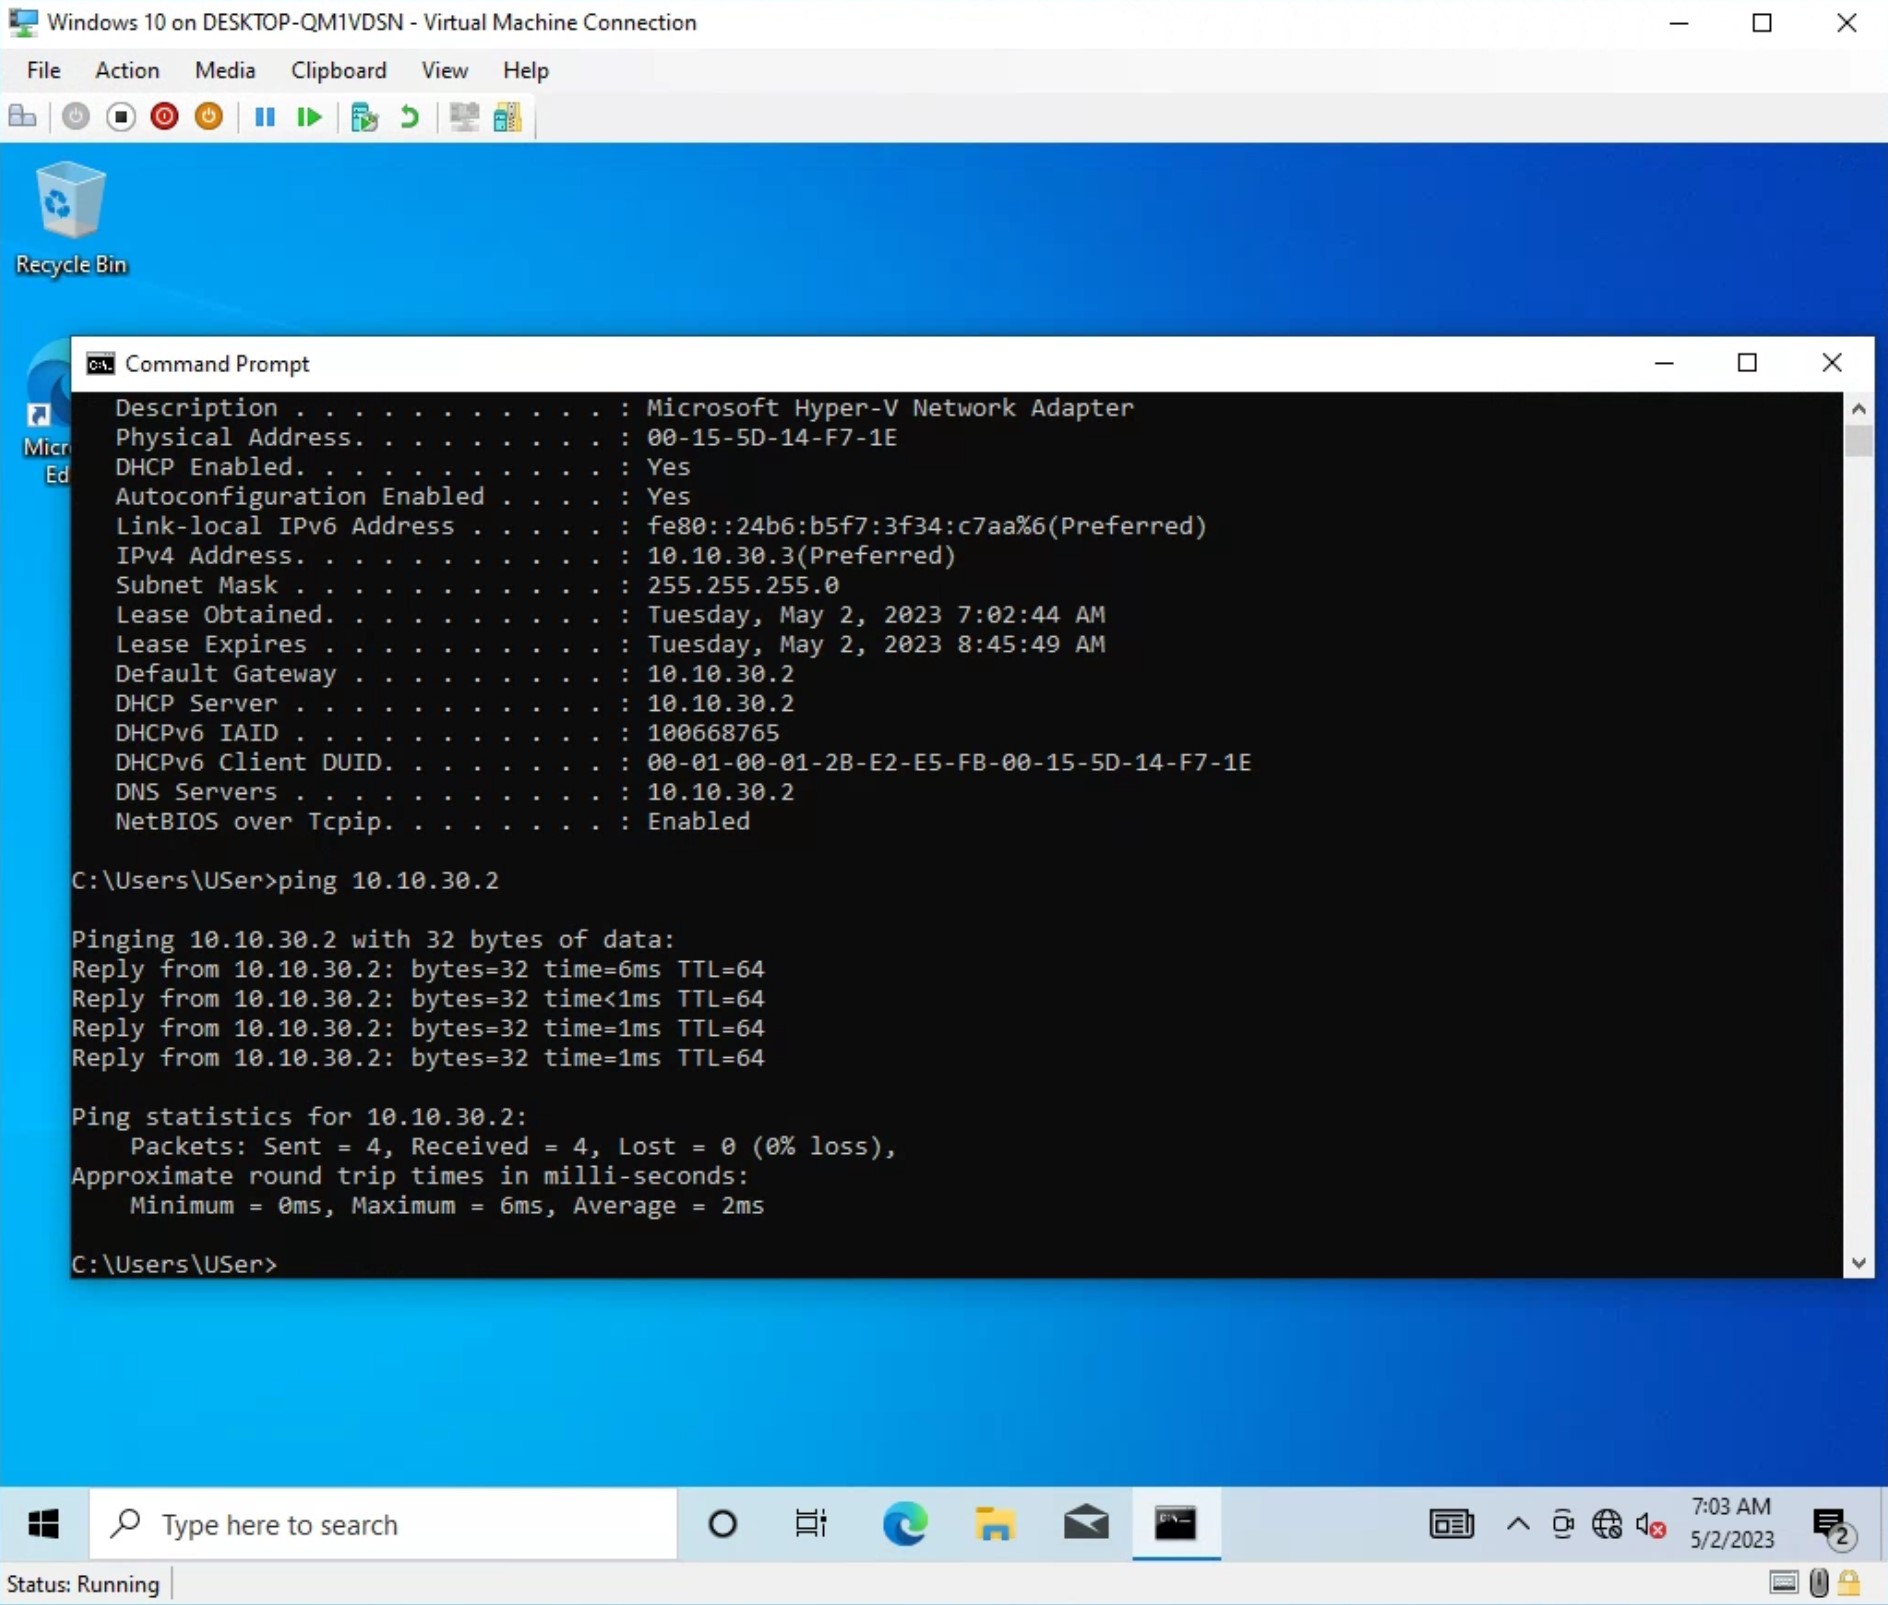 Windows 10 on DESKTOP-QM1VDSN - Virtual Machine Connection
File Action Media Clipboard View Help
Recycle Bin
Micr
Ed
Command Prompt
Description . . . . . . . . . . . : Microsoft Hyper-V Network Adapter
Physical Address. . . . . . . . . : 00-15-5D-14-F7-1E
DHCP Enabled. . . . . . . . . . . : Yes
Autoconfiguration Enabled . . . . : Yes
Link-local IPv6 Address . . . . . : fe80::24b6:b5f7:3f34:c7aa%6(Preferred)
IPv4 Address. . . . . . . . . . . : 10.10.30.3(Preferred)
Subnet Mask . . . . . . . . . . . : 255.255.255.0
Lease Obtained. . . . . . . . . . : Tuesday, May 2, 2023 7:02:44 AM
Lease Expires . . . . . . . . . . : Tuesday, May 2, 2023 8:45:49 AM
Default Gateway . . . . . . . . . : 10.10.30.2
DHCP Server . . . . . . . . . . . : 10.10.30.2
DHCPv6 IAID . . . . . . . . . . . : 100668765
DHCPv6 Client DUID. . . . . . . . : 00-01-00-01-2B-E2-E5-FB-00-15-5D-14-F7-1E
DNS Servers . . . . . . . . . . . : 10.10.30.2
NetBIOS over Tcpip. . . . . . . . : Enabled
C:\Users\USer>ping 10.10.30.2
Pinging 10.10.30.2 with 32 bytes of data:
Reply from 10.10.30.2: bytes=32 time=6ms TTL=64
Reply from 10.10.30.2: bytes=32 time<1ms TTL=64
Reply from 10.10.30.2: bytes=32 time=1ms TTL=64
Reply from 10.10.30.2: bytes=32 time=1ms TTL=64
Ping statistics for 10.10.30.2:
Packets: Sent = 4, Received = 4, Lost = 0 (0% loss),
Approximate round trip times in milli-seconds:
Minimum = 0ms, Maximum = 6ms, Average = 2ms
C:\Users\USer>
Type here to search
7:03 AM
5/2/2023
2
Status: Running